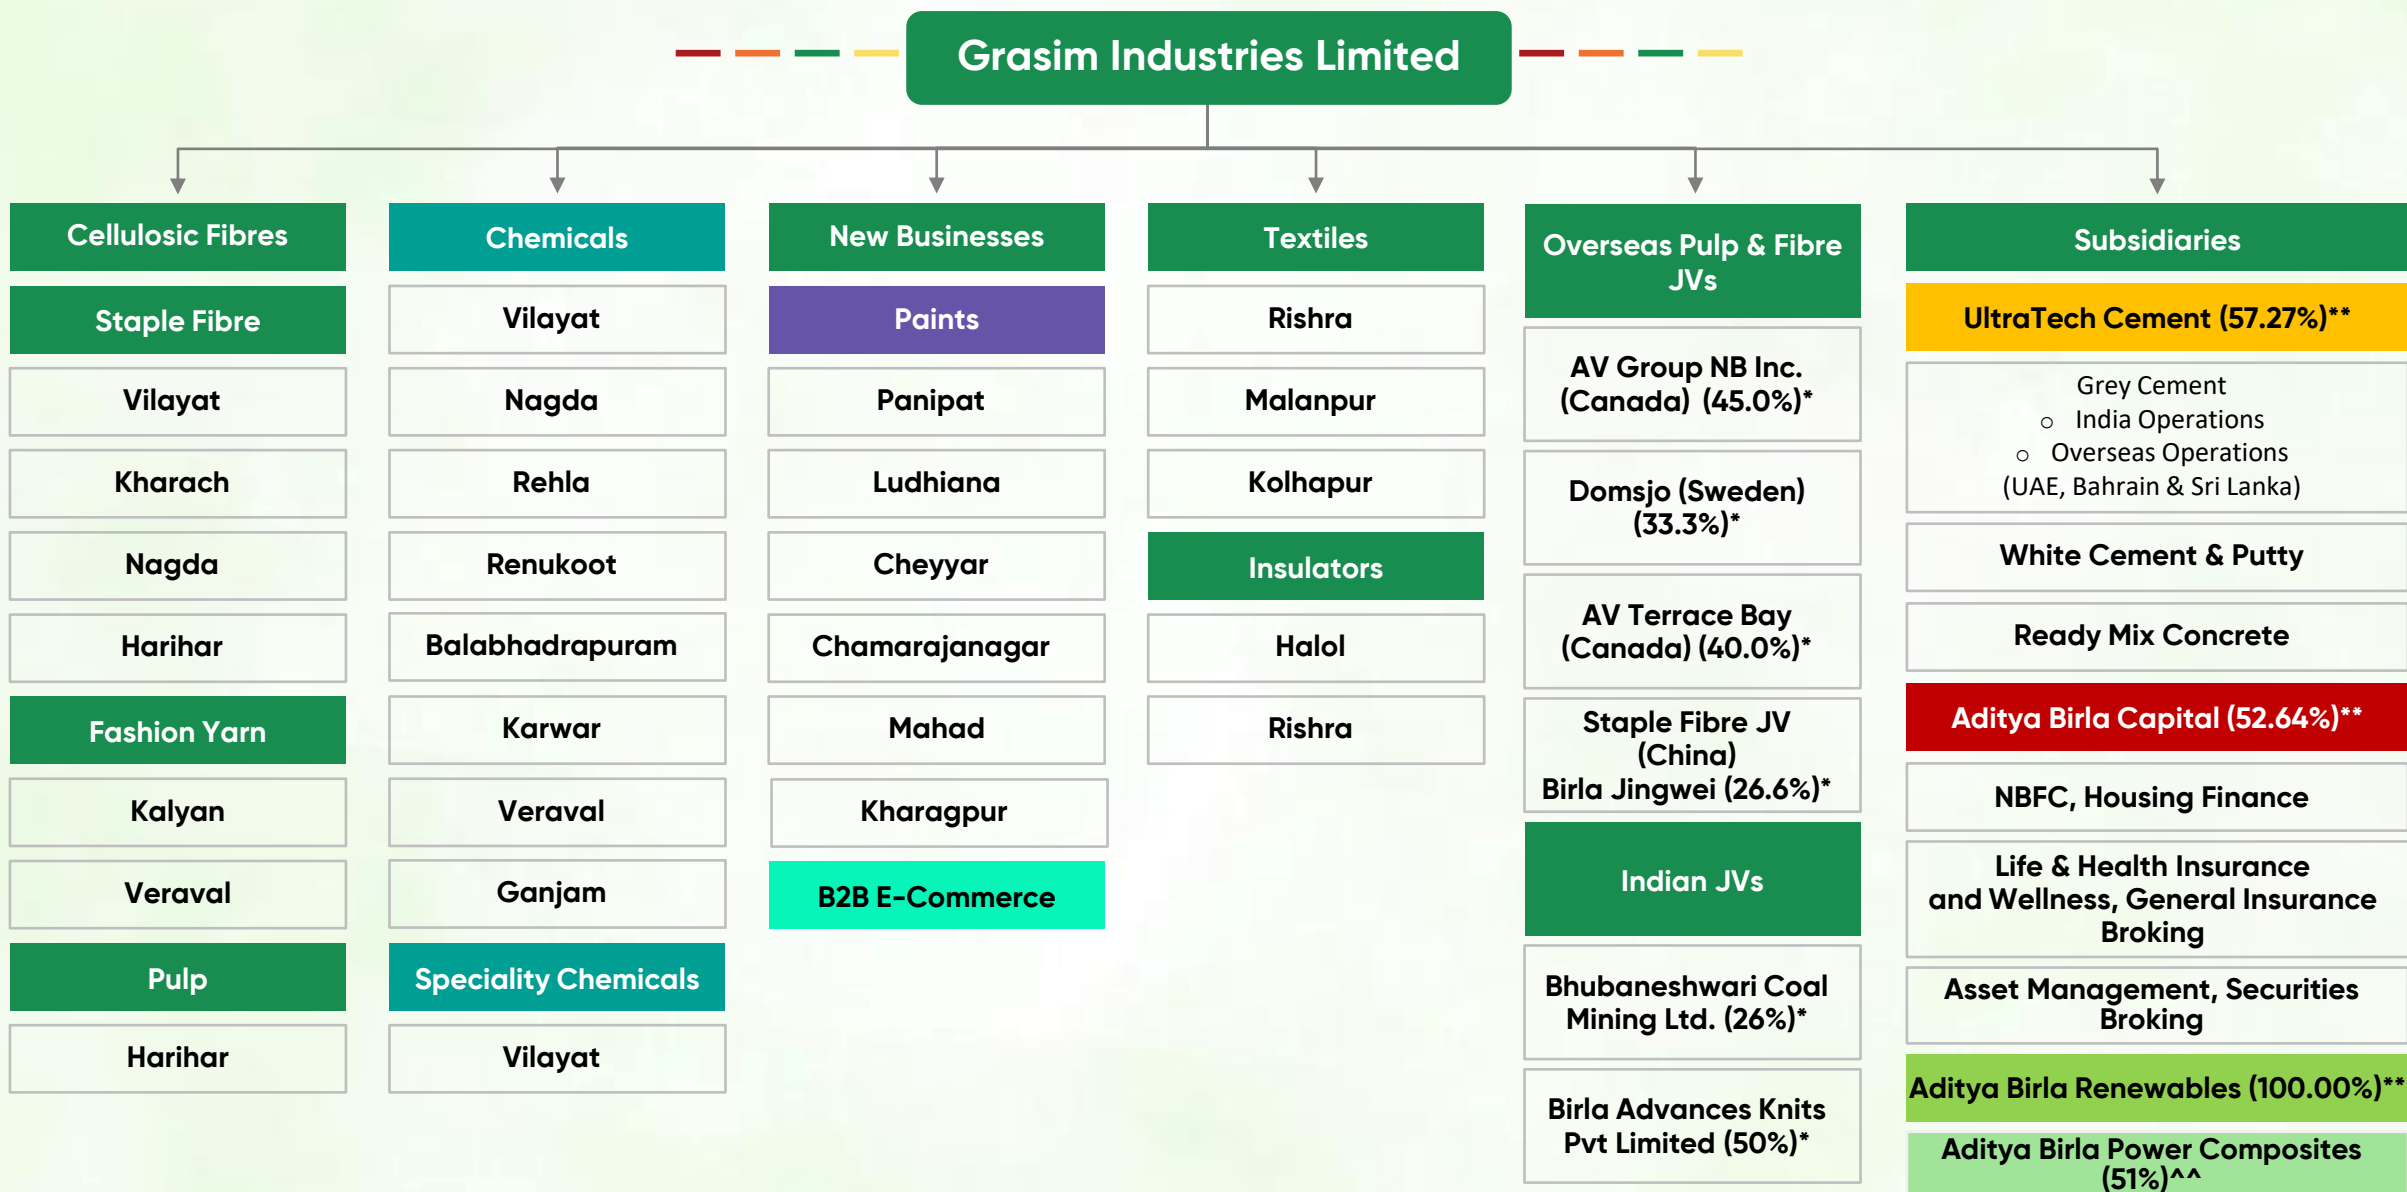 Grasim Industries Limited
Cellulosic Fibres
Staple Fibre
Vilayat
Kharach
Nagda
Harihar
Fashion Yarn
Kalyan
Veraval
Pulp
Harihar
Chemicals
Vilayat
Nagda
Rehla
Renukoot
Balabhadrapuram
Karwar
Veraval
Ganjam
Speciality Chemicals
Vilayat
New Businesses
Paints
Panipat
Ludhiana
Cheyyar
Chamarajanagar
Mahad
Kharagpur
B2B E-Commerce
Textiles
Rishra
Malanpur
Kolhapur
Insulators
Halol
Rishra
Overseas Pulp & Fibre
JVs
AV Group NB Inc.
(Canada) (45.0%)*
Domsjo (Sweden)
(33.3%)*
AV Terrace Bay
(Canada) (40.0%)*
Staple Fibre JV
(China)
Birla Jingwei (26.6%)*
Indian JVs
Bhubaneshwari Coal
Mining Ltd. (26%)*
Birla Advances Knits
Pvt Limited (50%)*
Subsidiaries
UltraTech Cement (57.27%)**
Grey Cement
o India Operations
o Overseas Operations
(UAE, Bahrain & Sri Lanka)
White Cement & Putty
Ready Mix Concrete
Aditya Birla Capital (52.64%)**
NBFC, Housing Finance
Life & Health Insurance
and Wellness, General Insurance
Broking
Asset Management, Securities
Broking
Aditya Birla Renewables (100.00%)**
Aditya Birla Power Composites
(51%)^^